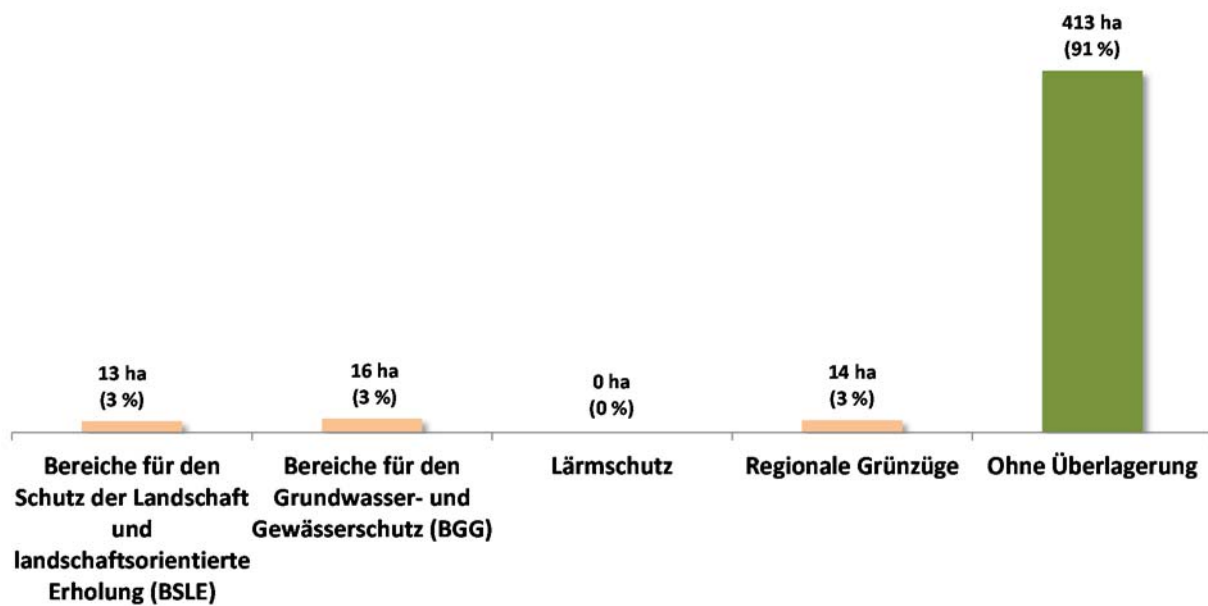 413 ha
(91 %)
13 ha
(3 %)
16 ha
(3 %)
0 ha
(0 %)
14 ha
(3 %)
Bereiche für den
Schutz der Landschaft
und
landschaftsorientierte
Erholung (BSLE)
Bereiche für den
Grundwasser- und
Gewässerschutz (BGG)
Lärmschutz
Regionale Grünzüge
Ohne Überlagerung